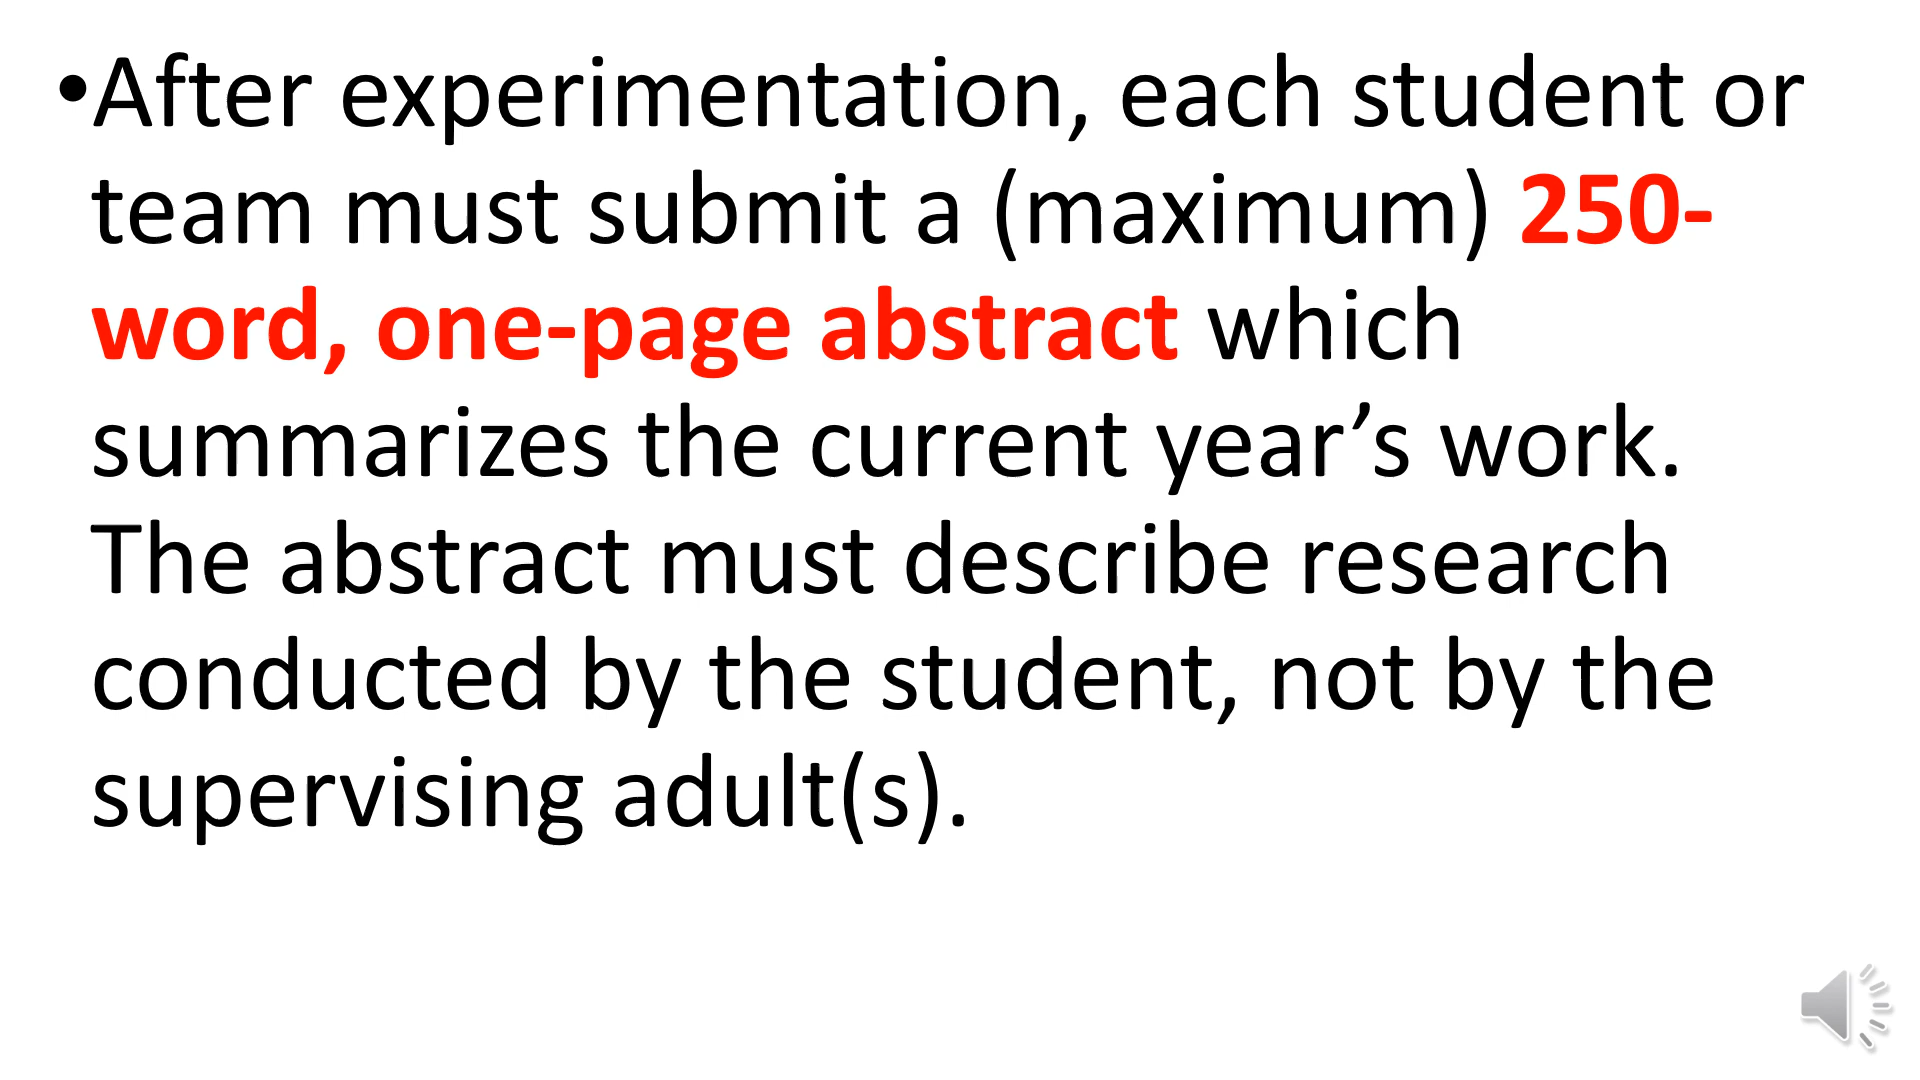 •After experimentation, each student or
team must submit a (maximum) 250-
word, one-page abstract which
summarizes the current year’s work.
The abstract must describe research
conducted by the student, not by the
supervising adult(s).